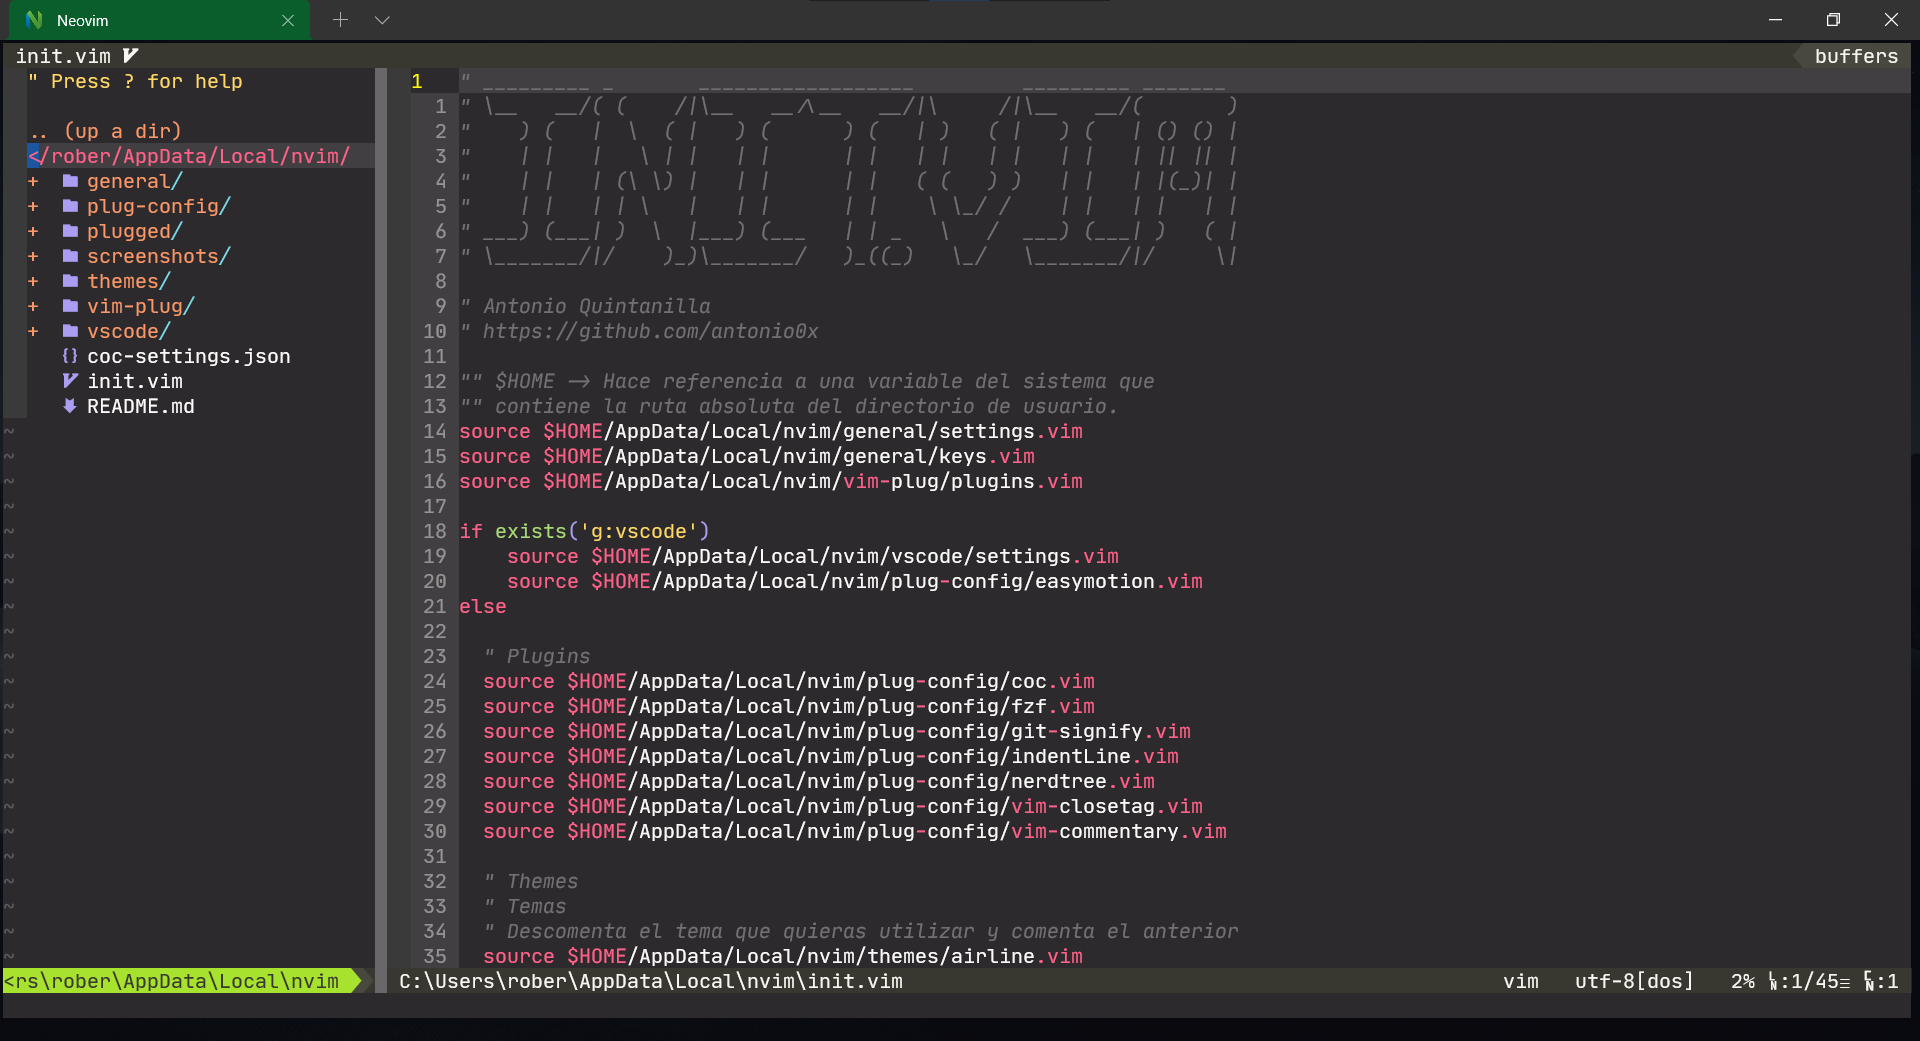 Neovim
init.vim
buffers
" Press ? for help
.. (up a dir)
</rober/AppData/Local/nvim/
+ general/
+ plug-config/
+ plugged/
+ screenshots/
+ themes/
+ vim-plug/
+ vscode/
{} coc-settings.json
init.vim
README.md
<rs\rober\AppData\Local\nvim
1 "
1 "
2 "
3 "
4 "
5 "
6 "
7 "
8
9 " Antonio Quintanilla
10 " https://github.com/antonio0x
11
12 "" $HOME -> Hace referencia a una variable del sistema que
13 "" contiene la ruta absoluta del directorio de usuario.
14 source $HOME/AppData/Local/nvim/general/settings.vim
15 source $HOME/AppData/Local/nvim/general/keys.vim
16 source $HOME/AppData/Local/nvim/vim-plug/plugins.vim
17
18 if exists('g:vscode')
19 source $HOME/AppData/Local/nvim/vscode/settings.vim
20 source $HOME/AppData/Local/nvim/plug-config/easymotion.vim
21 else
22
23 " Plugins
24 source $HOME/AppData/Local/nvim/plug-config/coc.vim
25 source $HOME/AppData/Local/nvim/plug-config/fzf.vim
26 source $HOME/AppData/Local/nvim/plug-config/git-signify.vim
27 source $HOME/AppData/Local/nvim/plug-config/indentLine.vim
28 source $HOME/AppData/Local/nvim/plug-config/nerdtree.vim
29 source $HOME/AppData/Local/nvim/plug-config/vim-closetag.vim
30 source $HOME/AppData/Local/nvim/plug-config/vim-commentary.vim
31
32 " Themes
33 " Temas
34 " Descomenta el tema que quieras utilizar y comenta el anterior
35 source $HOME/AppData/Local/nvim/themes/airline.vim
C:\Users\rober\AppData\Local\nvim\init.vim
vim utf-8[dos] 2% :1/45 :1